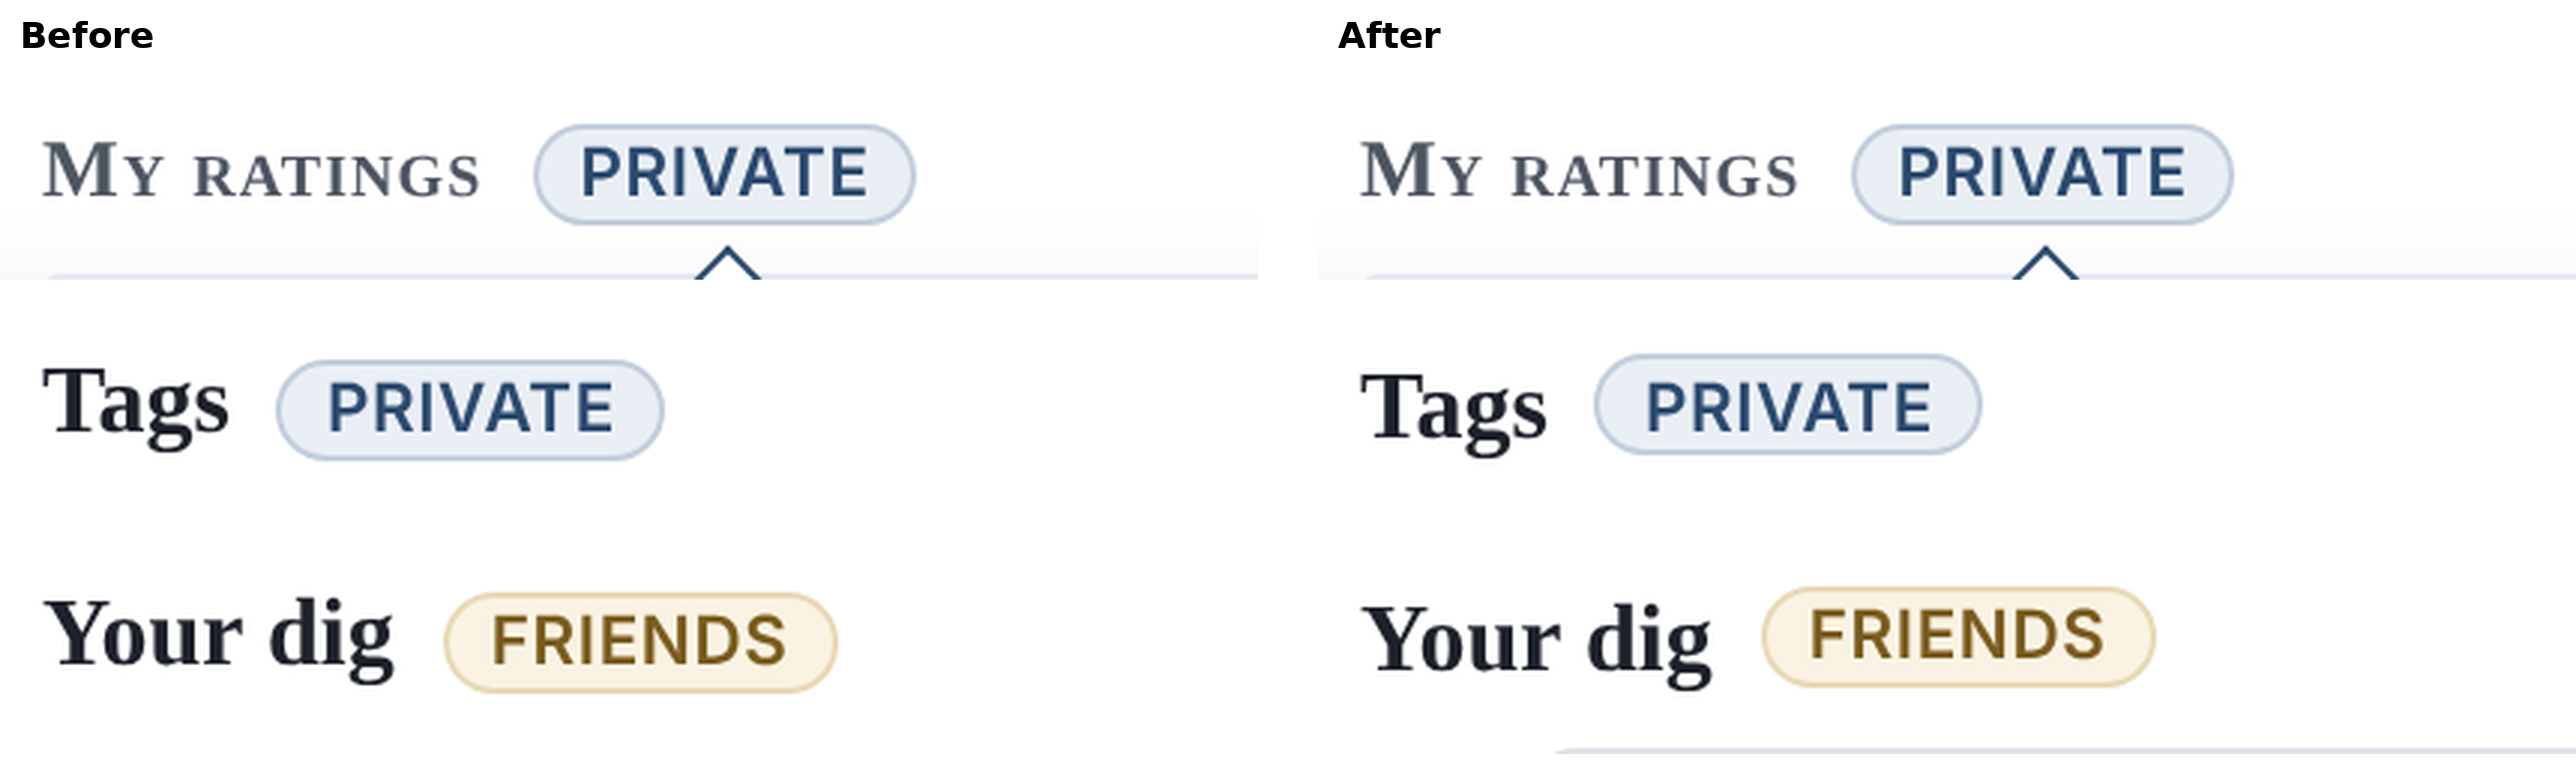 Before
My ratings PRIVATE
Tags PRIVATE
Your dig FRIENDS
After
My ratings PRIVATE
Tags PRIVATE
Your dig FRIENDS